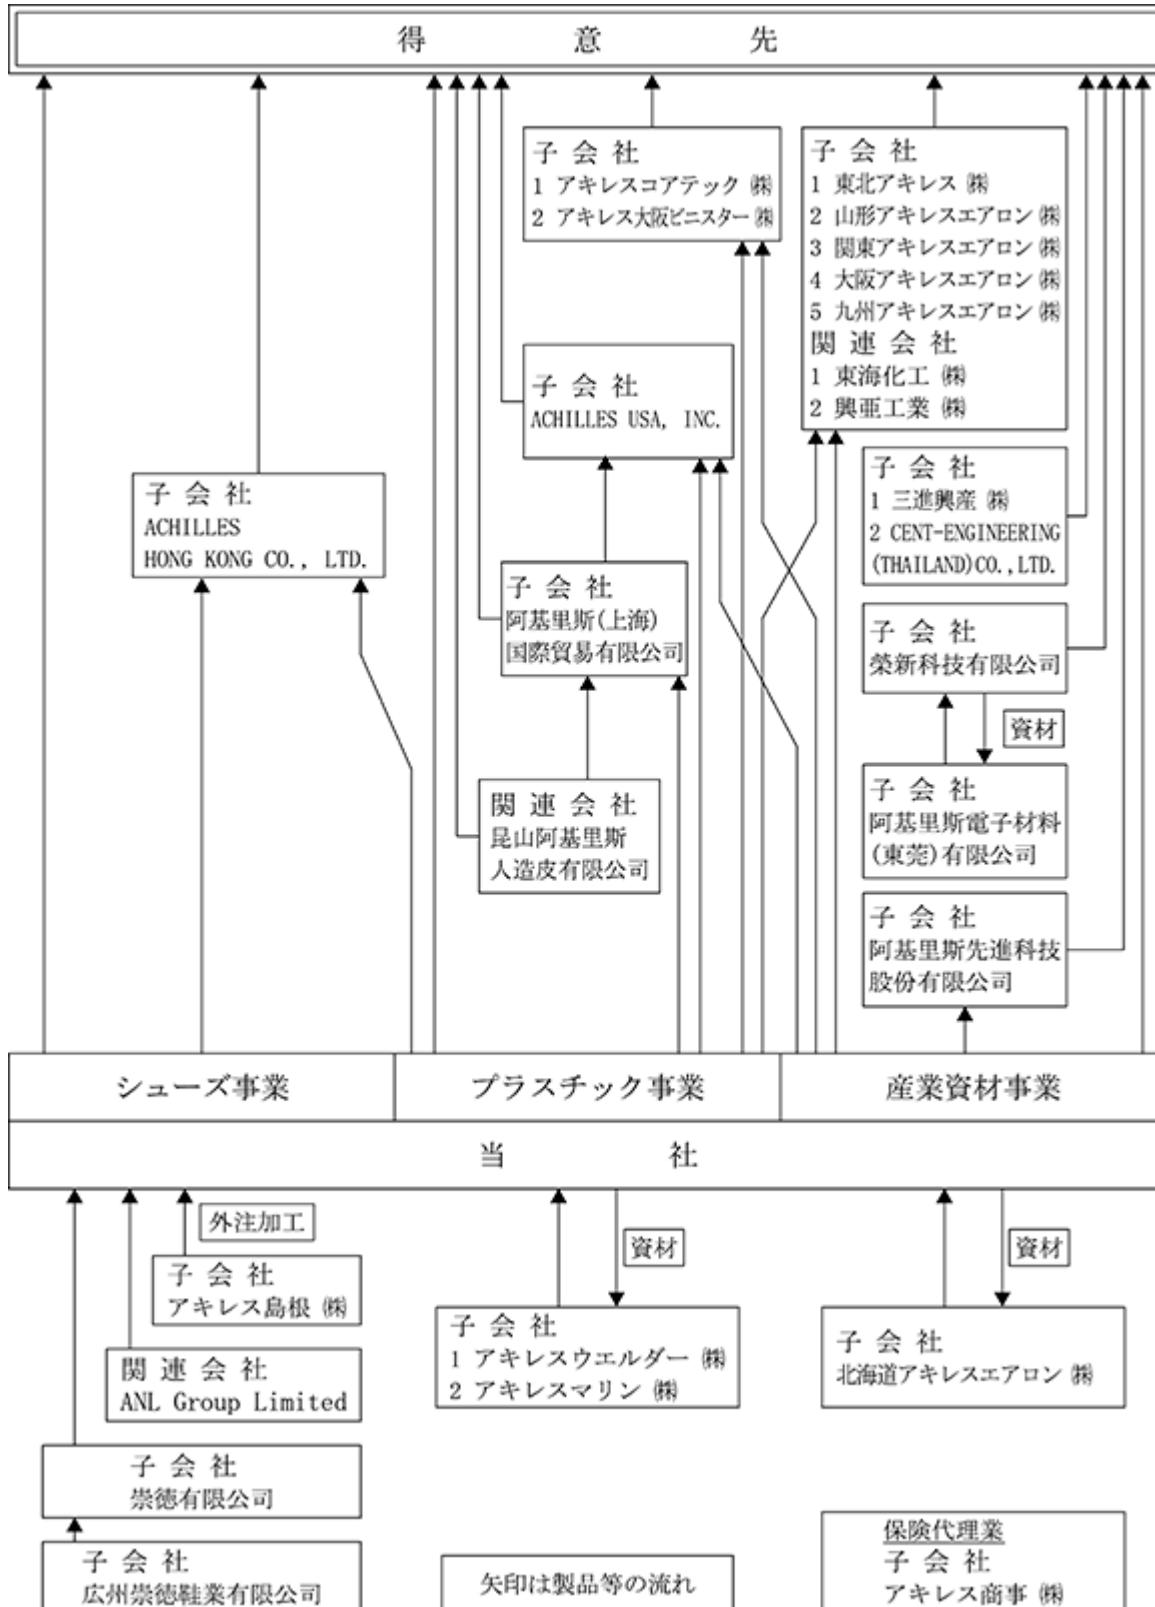 得意先
子会社
1 アキレスコアテック ㈱
2 アキレス大阪ビニスター㈱
子会社
1 東北アキレス ㈱
2 山形アキレスエアロン ㈱
3 関東アキレスエアロン ㈱
4 大阪アキレスエアロン ㈱
5 九州アキレスエアロン ㈱
関連会社
1 東海化工 ㈱
2 興亜工業 ㈱
子会社
ACHILLES USA, INC.
子会社
ACHILLES
HONG KONG CO., LTD.
子会社
1 三進興産 ㈱
2 CENT-ENGINEERING
(THAILAND)CO.,LTD.
子会社
阿基里斯(上海)
国際貿易有限公司
子会社
榮新科技有限公司
資材
関連会社
昆山阿基里斯
人造皮有限公司
子会社
阿基里斯電子材料
(東莞)有限公司
子会社
阿基里斯先進科技
股份有限公司
シューズ事業
プラスチック事業
産業資材事業
当社
外注加工
子会社
アキレス島根 ㈱
関連会社
ANL Group Limited
子会社
崇徳有限公司
子会社
広州崇徳鞋業有限公司
資材
子会社
1 アキレスウエルダー ㈱
2 アキレスマリン ㈱
矢印は製品等の流れ
資材
子会社
北海道アキレスエアロン ㈱
保険代理業
子会社
アキレス商事 ㈱